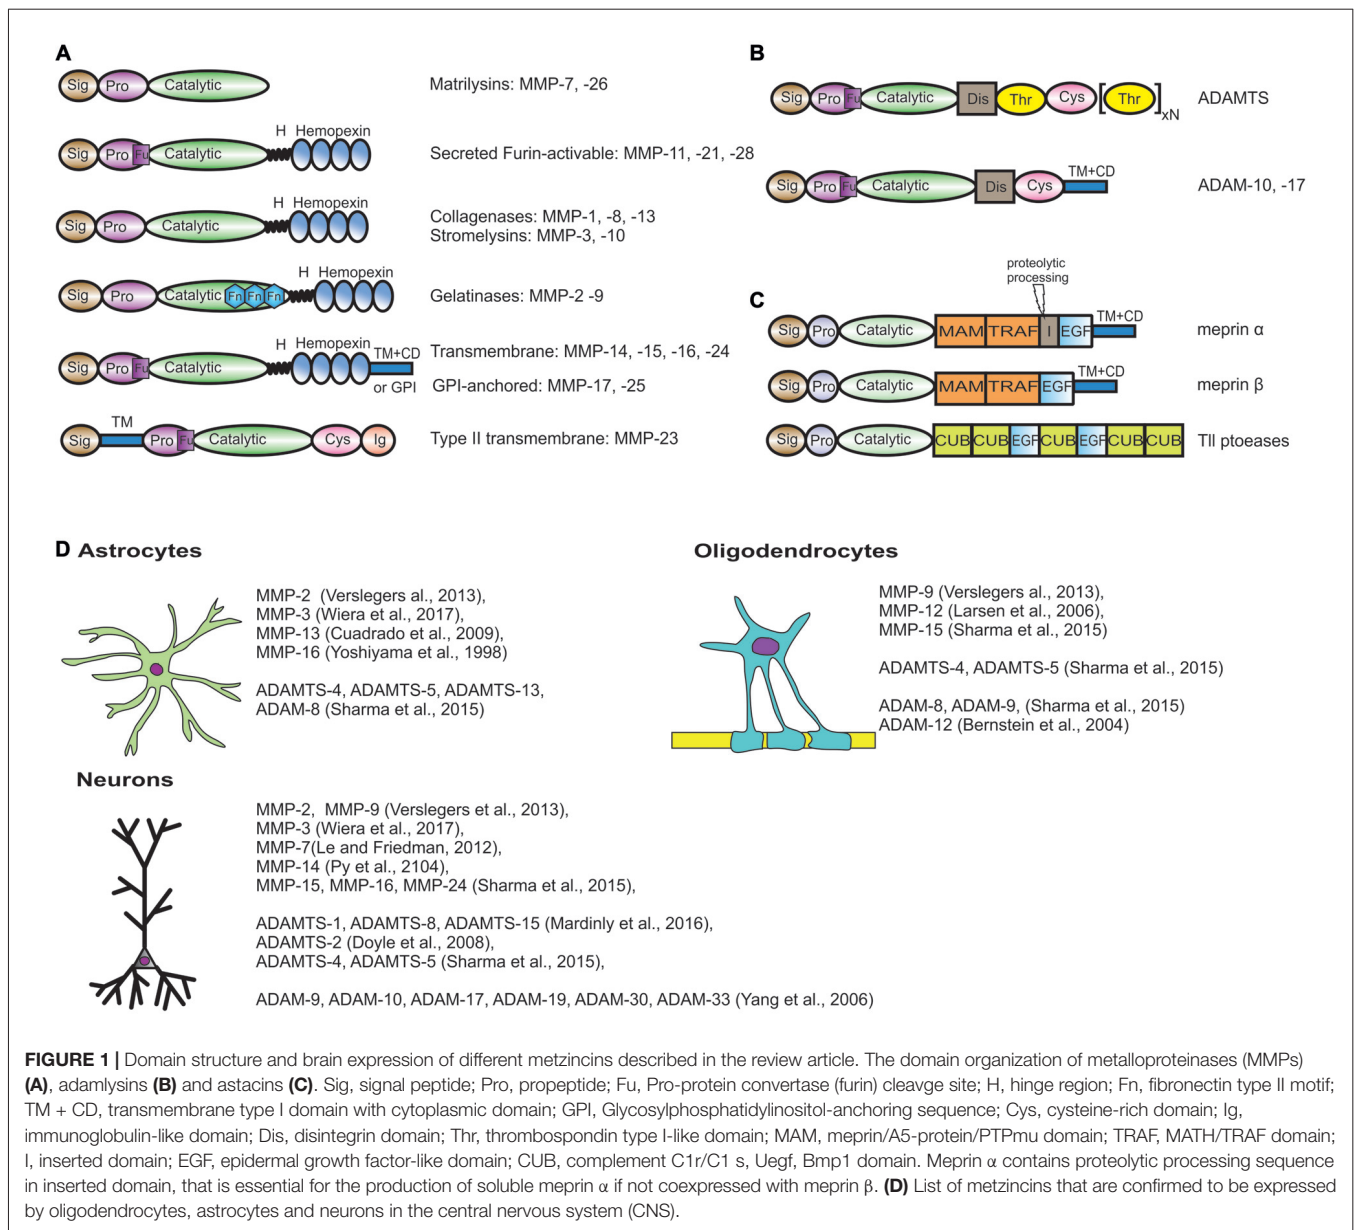 A
Sig Pro Catalytic
Matrilysins: MMP-7, -26
H Hemopexin
Sig Pro Fu Catalytic
Secreted Furin-activable: MMP-11, -21, -28
H Hemopexin
Sig Pro Catalytic
Collagenases: MMP-1, -8, -13
Stromelysins: MMP-3, -10
H Hemopexin
Sig Pro Catalytic Fn Fn Fn
Gelatinases: MMP-2 -9
H Hemopexin TM+CD
Sig Pro Fu Catalytic
or GPI
Transmembrane: MMP-14, -15, -16, -24
GPI-anchored: MMP-17, -25
TM
Sig Pro Fu Catalytic Cys Ig
Type II transmembrane: MMP-23
B
Sig Pro Fu Catalytic Dis Thr Cys [Thr]xN
ADAMTS
TM+CD
Sig Pro Fu Catalytic Dis Cys
ADAM-10, -17
C
proteolytic
processing
TM+CD
Sig Pro Catalytic MAM TRAF I EGF
meprin α
TM+CD
Sig Pro Catalytic MAM TRAF EGF
meprin β
Sig Pro Catalytic CUB CUB EGF CUB EGF CUB CUB
Tll ptoeases
D Astrocytes
MMP-2 (Verslegers al., 2013),
MMP-3 (Wiera et al., 2017),
MMP-13 (Cuadrado et al., 2009),
MMP-16 (Yoshiyama et al., 1998)
ADAMTS-4, ADAMTS-5, ADAMTS-13,
ADAM-8 (Sharma et al., 2015)
Oligodendrocytes
MMP-9 (Verslegers et al., 2013),
MMP-12 (Larsen et al., 2006),
MMP-15 (Sharma et al., 2015)
ADAMTS-4, ADAMTS-5 (Sharma et al., 2015)
ADAM-8, ADAM-9, (Sharma et al., 2015)
ADAM-12 (Bernstein et al., 2004)
Neurons
MMP-2, MMP-9 (Verslegers et al., 2013),
MMP-3 (Wiera et al., 2017),
MMP-7(Le and Friedman, 2012),
MMP-14 (Py et al., 2104),
MMP-15, MMP-16, MMP-24 (Sharma et al., 2015),
ADAMTS-1, ADAMTS-8, ADAMTS-15 (Mardinly et al., 2016),
ADAMTS-2 (Doyle et al., 2008),
ADAMTS-4, ADAMTS-5 (Sharma et al., 2015),
ADAM-9, ADAM-10, ADAM-17, ADAM-19, ADAM-30, ADAM-33 (Yang et al., 2006)
FIGURE 1 | Domain structure and brain expression of different metzincins described in the review article. The domain organization of metalloproteinases (MMPs)
(A), adamlysins (B) and astacins (C). Sig, signal peptide; Pro, propeptide; Fu, Pro-protein convertase (furin) cleavge site; H, hinge region; Fn, fibronectin type II motif;
TM + CD, transmembrane type I domain with cytoplasmic domain; GPI, Glycosylphosphatidylinositol-anchoring sequence; Cys, cysteine-rich domain; Ig,
immunoglobulin-like domain; Dis, disintegrin domain; Thr, thrombospondin type I-like domain; MAM, meprin/A5-protein/PTPmu domain; TRAF, MATH/TRAF domain;
I, inserted domain; EGF, epidermal growth factor-like domain; CUB, complement C1r/C1 s, Uegf, Bmp1 domain. Meprin α contains proteolytic processing sequence
in inserted domain, that is essential for the production of soluble meprin α if not coexpressed with meprin β. (D) List of metzincins that are confirmed to be expressed
by oligodendrocytes, astrocytes and neurons in the central nervous system (CNS).